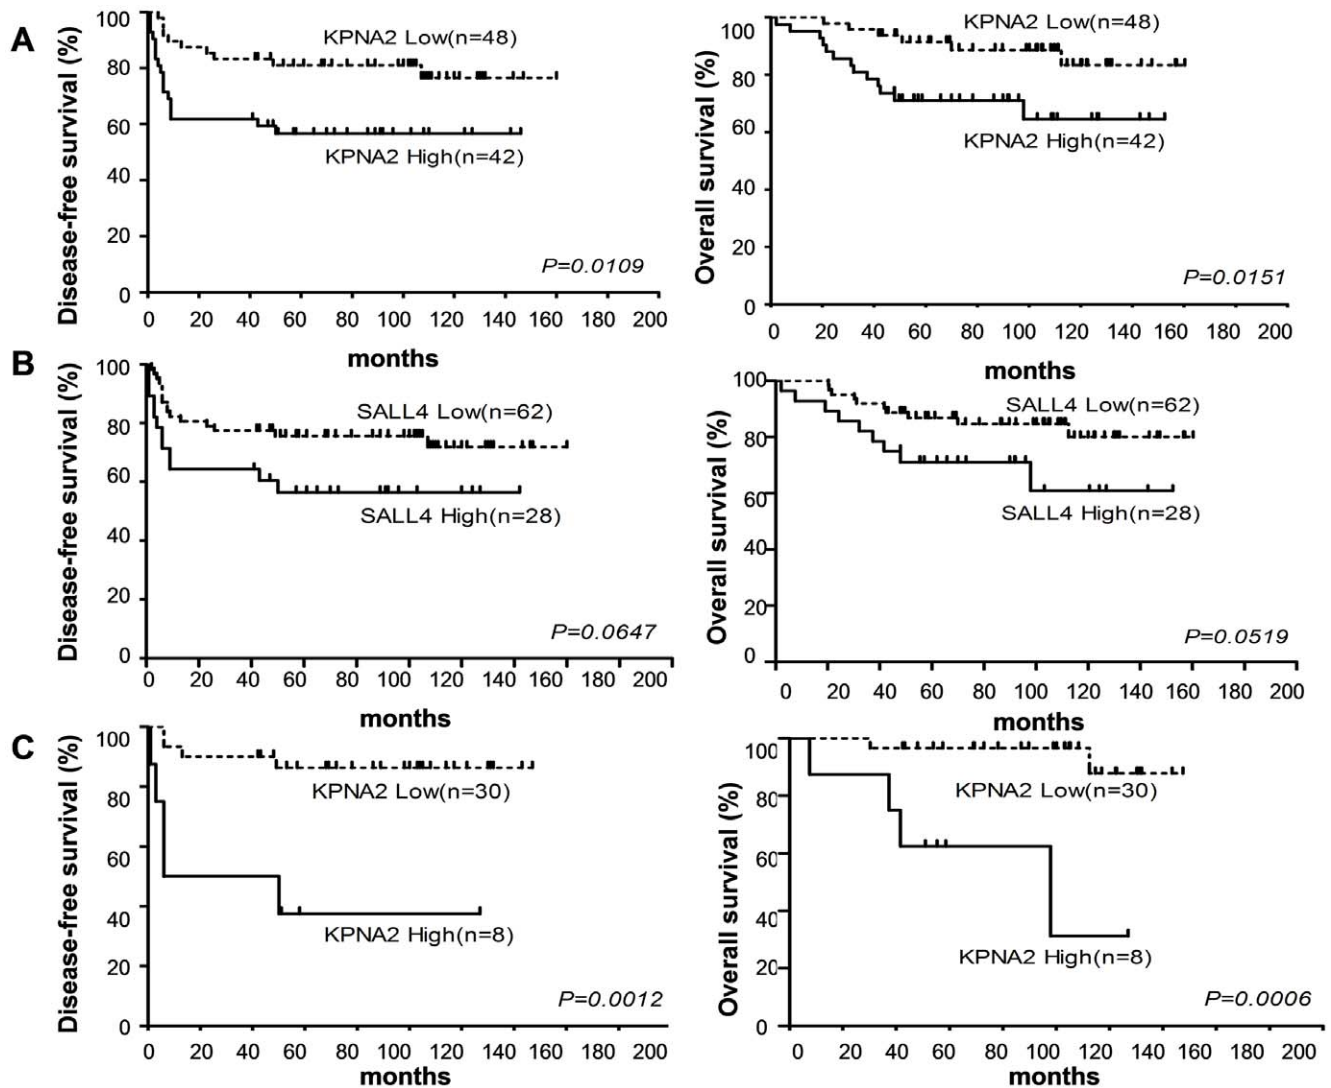 A
Disease-free survival (%)
100
80
60
40
20
0
KPNA2 Low(n=48)
KPNA2 High(n=42)
P=0.0109
0 20 40 60 80 100 120 140 160 180 200
months
Overall survival (%)
100
80
60
40
20
0
KPNA2 Low(n=48)
KPNA2 High(n=42)
P=0.0151
0 20 40 60 80 100 120 140 160 180 200
months
B
Disease-free survival (%)
100
80
60
40
20
0
SALL4 Low(n=62)
SALL4 High(n=28)
P=0.0647
0 20 40 60 80 100 120 140 160 180 200
months
Overall survival (%)
100
80
60
40
20
0
SALL4 Low(n=62)
SALL4 High(n=28)
P=0.0519
0 20 40 60 80 100 120 140 160 180 200
months
C
Disease-free survival (%)
100
80
60
40
20
0
KPNA2 Low(n=30)
KPNA2 High(n=8)
P=0.0012
0 20 40 60 80 100 120 140 160 180 200
months
Overall survival (%)
100
80
60
40
20
0
KPNA2 Low(n=30)
KPNA2 High(n=8)
P=0.0006
0 20 40 60 80 100 120 140 160 180 200
months